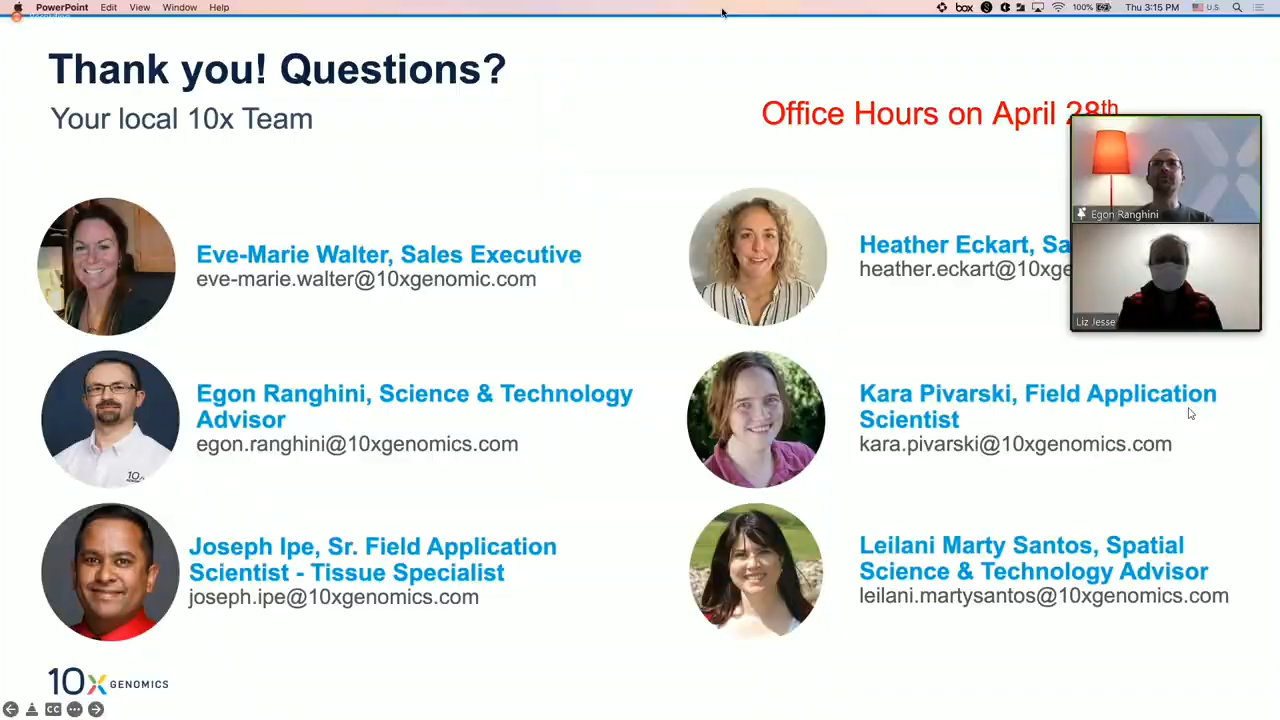 PowerPoint Edit View Window Help
box 100% Thu 3:15 PM U.S.
Thank you! Questions?
Your local 10x Team
Office Hours on April 28th
Egon Ranghini
Liz Jesse
Eve-Marie Walter, Sales Executive
eve-marie.walter@10xgenomic.com
Heather Eckart, Sa
heather.eckart@10xge
Egon Ranghini, Science & Technology
Advisor
egon.ranghini@10xgenomics.com
Kara Pivarski, Field Application
Scientist
kara.pivarski@10xgenomics.com
Joseph Ipe, Sr. Field Application
Scientist - Tissue Specialist
joseph.ipe@10xgenomics.com
Leilani Marty Santos, Spatial
Science & Technology Advisor
leilani.martysantos@10xgenomics.com
10x GENOMICS
CC